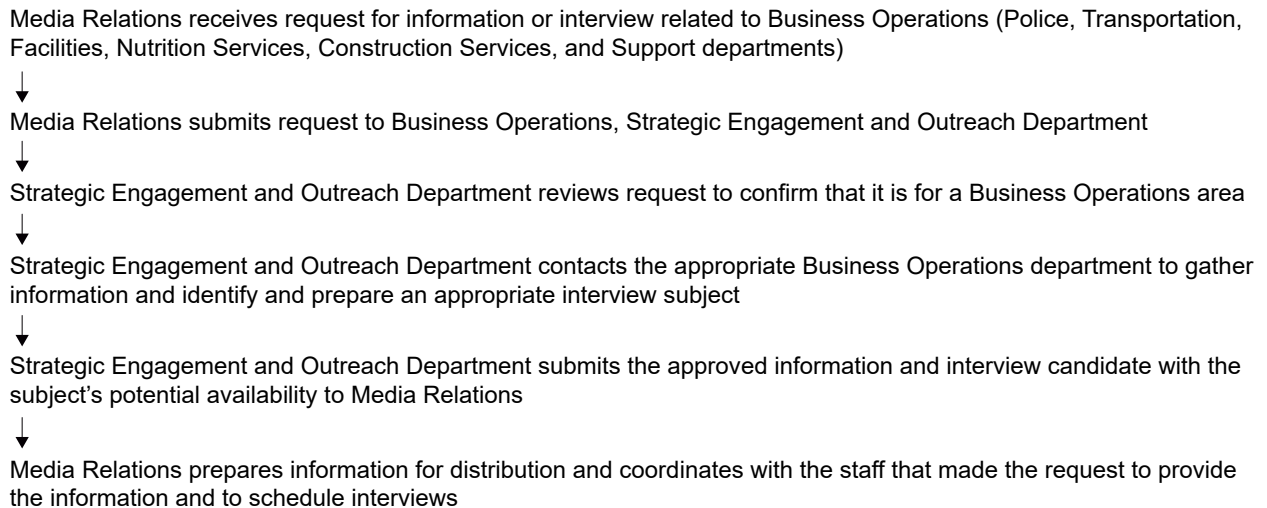 Media Relations receives request for information or interview related to Business Operations (Police, Transportation,
Facilities, Nutrition Services, Construction Services, and Support departments)
Media Relations submits request to Business Operations, Strategic Engagement and Outreach Department
Strategic Engagement and Outreach Department reviews request to confirm that it is for a Business Operations area
Strategic Engagement and Outreach Department contacts the appropriate Business Operations department to gather
information and identify and prepare an appropriate interview subject
Strategic Engagement and Outreach Department submits the approved information and interview candidate with the
subject’s potential availability to Media Relations
Media Relations prepares information for distribution and coordinates with the staff that made the request to provide
the information and to schedule interviews